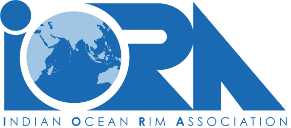 iORA
INDIAN OCEAN RIM ASSOCIATION